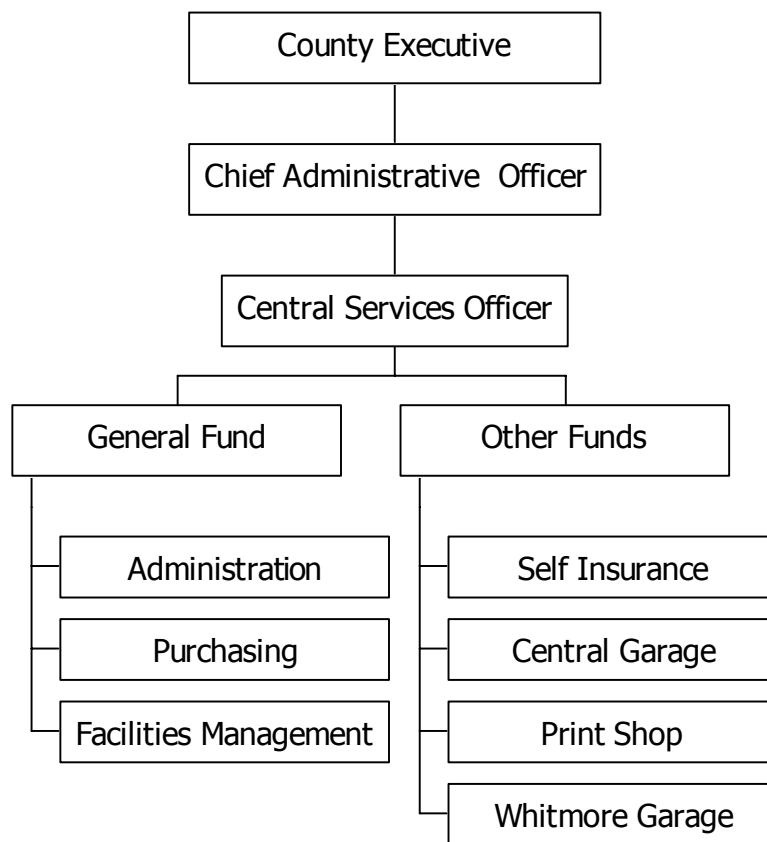 County Executive
Chief Administrative Officer
Central Services Officer
General Fund
Other Funds
Administration
Self Insurance
Purchasing
Central Garage
Facilities Management
Print Shop
Whitmore Garage